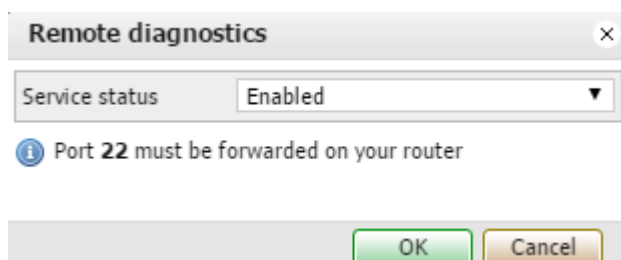 Remote diagnostics
Service status Enabled
Port 22 must be forwarded on your router
OK Cancel